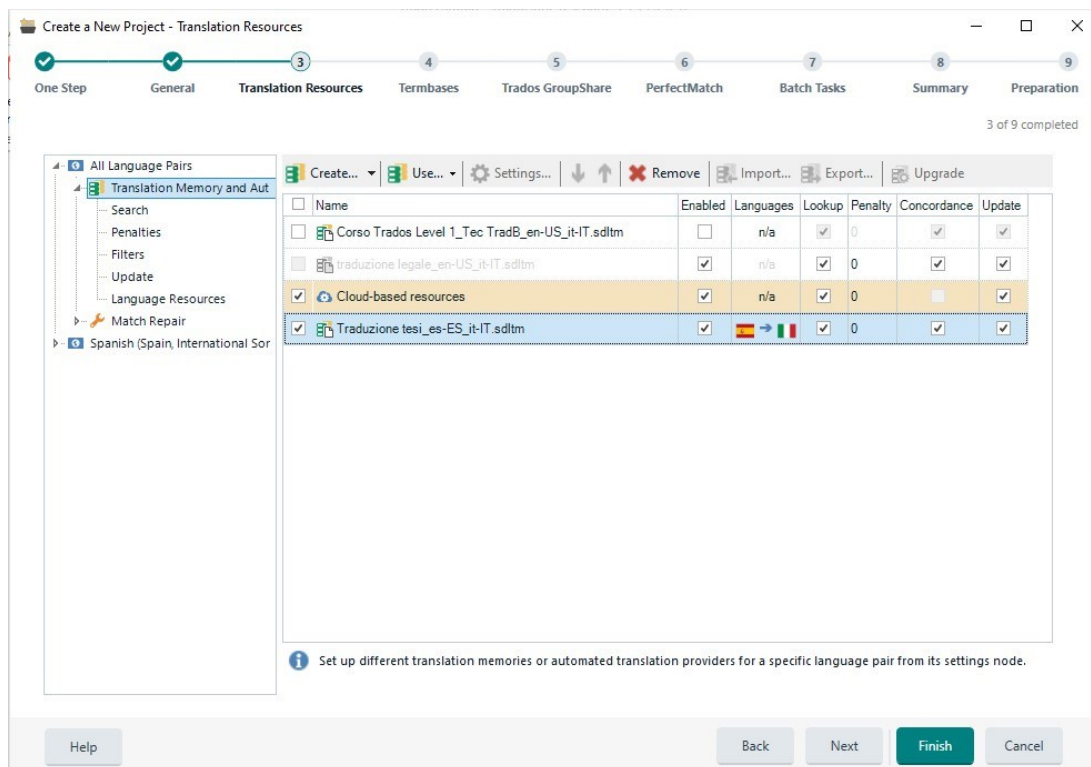 Create a New Project - Translation Resources
3 4 5 6 7 8 9
One Step General Translation Resources Termbases Trados GroupShare PerfectMatch Batch Tasks Summary Preparation
3 of 9 completed
All Language Pairs
Translation Memory and Aut
Search
Penalties
Filters
Update
Language Resources
Match Repair
Spanish (Spain, International Sor
Create... Use... Settings... Remove Import... Export... Upgrade
Name Enabled Languages Lookup Penalty Concordance Update
Corso Trados Level 1_Tec TradB_en-US_it-IT.sdltm n/a 0
traduzione legale_en-US_it-IT.sdltm n/a 0
Cloud-based resources n/a 0
Traduzione tesi_es-ES_it-IT.sdltm 0
Set up different translation memories or automated translation providers for a specific language pair from its settings node.
Help Back Next Finish Cancel